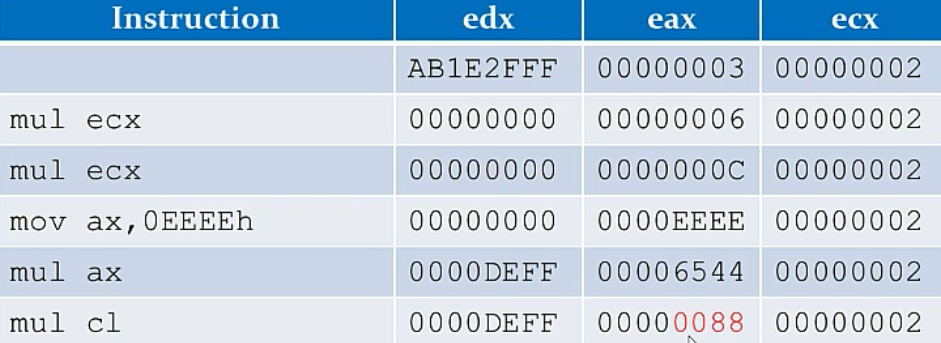 Instruction edx eax ecx
AB1E2FFF 00000003 00000002
mul ecx 00000000 00000006 00000002
mul ecx 00000000 0000000C 00000002
mov ax,0EEEEh 00000000 0000EEEE 00000002
mul ax 0000DEFF 00006544 00000002
mul cl 0000DEFF 00000088 00000002